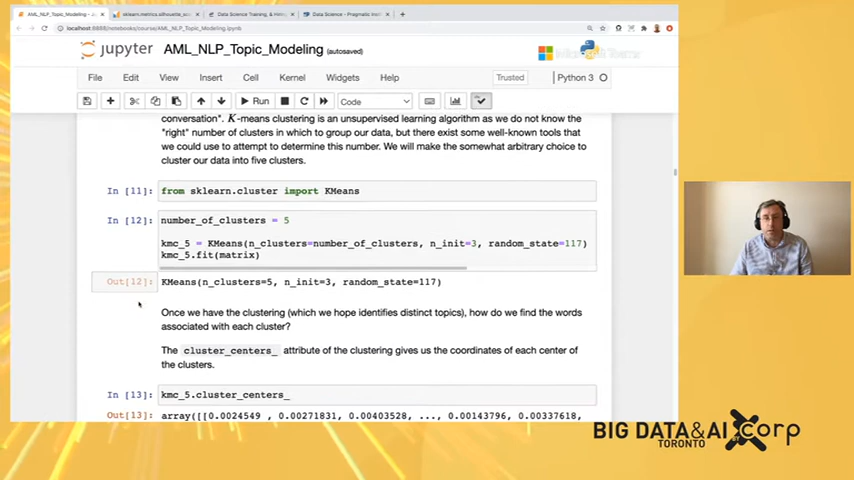 AML_NLP_Topic_Modeling
sklearn.metrics.silhouette_sc
Data Science Training, & Hiring
Data Science - Pragmatic Inst
localhost:8888/notebooks/course/AML_NLP_Topic_Modeling.ipynb
jupyter AML_NLP_Topic_Modeling (autosaved)
File Edit View Insert Cell Kernel Widgets Help
Trusted Python 3
Run Code
conversation". K-means clustering is an unsupervised learning algorithm as we do not know the
"right" number of clusters in which to group our data, but there exist some well-known tools that
we could use to attempt to determine this number. We will make the somewhat arbitrary choice to
cluster our data into five clusters.
In [11]: from sklearn.cluster import KMeans
In [12]: number_of_clusters = 5
kmc_5 = KMeans(n_clusters=number_of_clusters, n_init=3, random_state=117)
kmc_5.fit(matrix)
Out[12]: KMeans(n_clusters=5, n_init=3, random_state=117)
Once we have the clustering (which we hope identifies distinct topics), how do we find the words
associated with each cluster?
The cluster_centers_ attribute of the clustering gives us the coordinates of each center of
the clusters.
In [13]: kmc_5.cluster_centers_
Out[13]: array([[0.0024549 , 0.00271831, 0.00403528, ..., 0.00143796, 0.00337618,
BIG DATA&AI
TORONTO
BY
corp